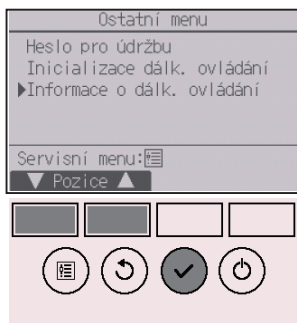 Ostatní menu
Heslo pro údržbu
Inicializace dálk. ovládání
▶Informace o dálk. ovládání
Servisní menu:
▼ Pozice ▲